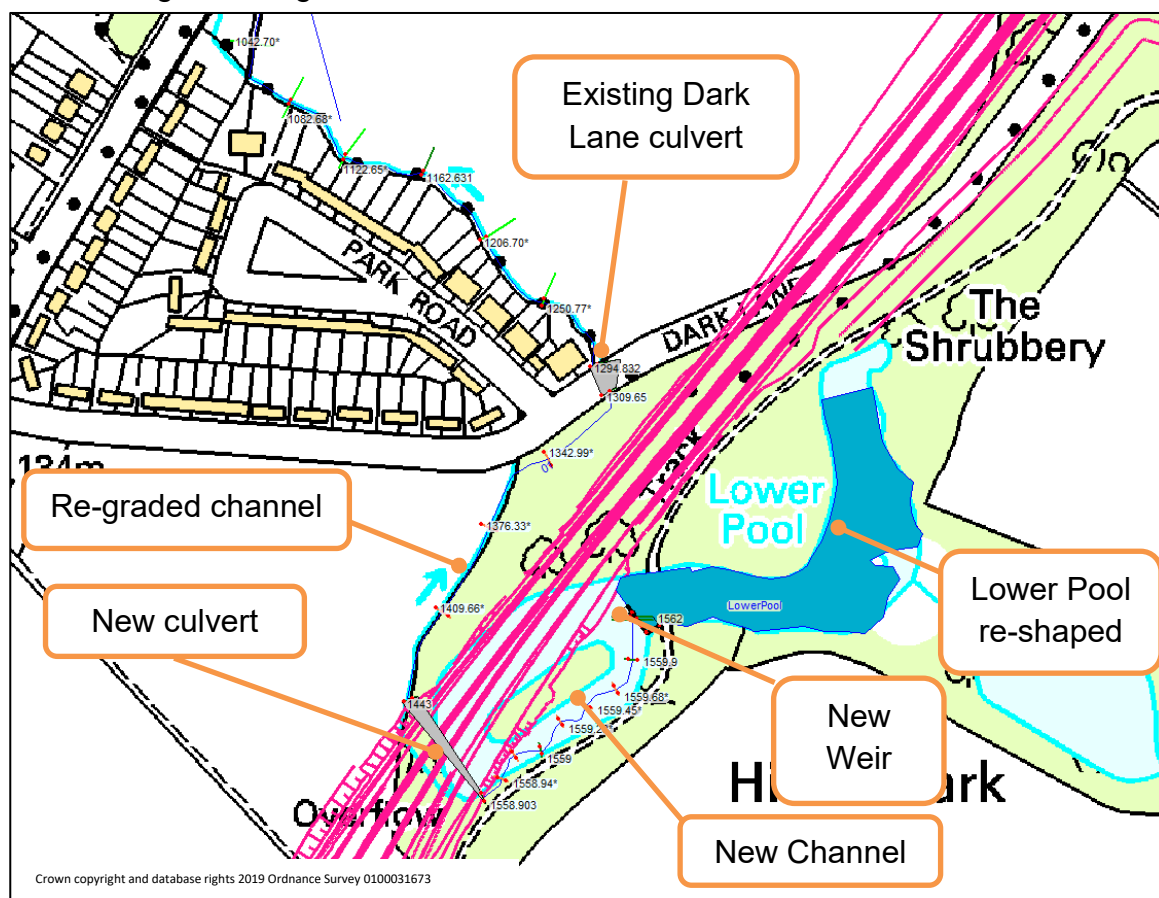 1042.70*
1082.68*
1122.65*
1162.631
1206.70*
1250.77*
Existing Dark
Lane culvert
PARK ROAD
DARK LANE
1294.832
1309.65
The
Shrubbery
134m
1342.99*
Track
Re-graded channel
1376.33*
Lower
Pool
1409.66*
LowerPool
Lower Pool
re-shaped
New culvert
1562
1559.9
1443
1559.68*
1559.45*
1559
1558.94*
1558.903
New
Weir
Overflow
New Channel
Crown copyright and database rights 2019 Ordnance Survey 0100031673